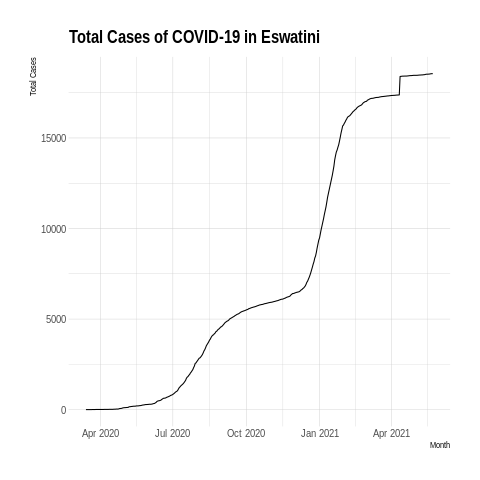 Total Cases of COVID-19 in Eswatini
Total Cases
15000
10000
5000
0
Apr 2020 Jul 2020 Oct 2020 Jan 2021 Apr 2021
Month